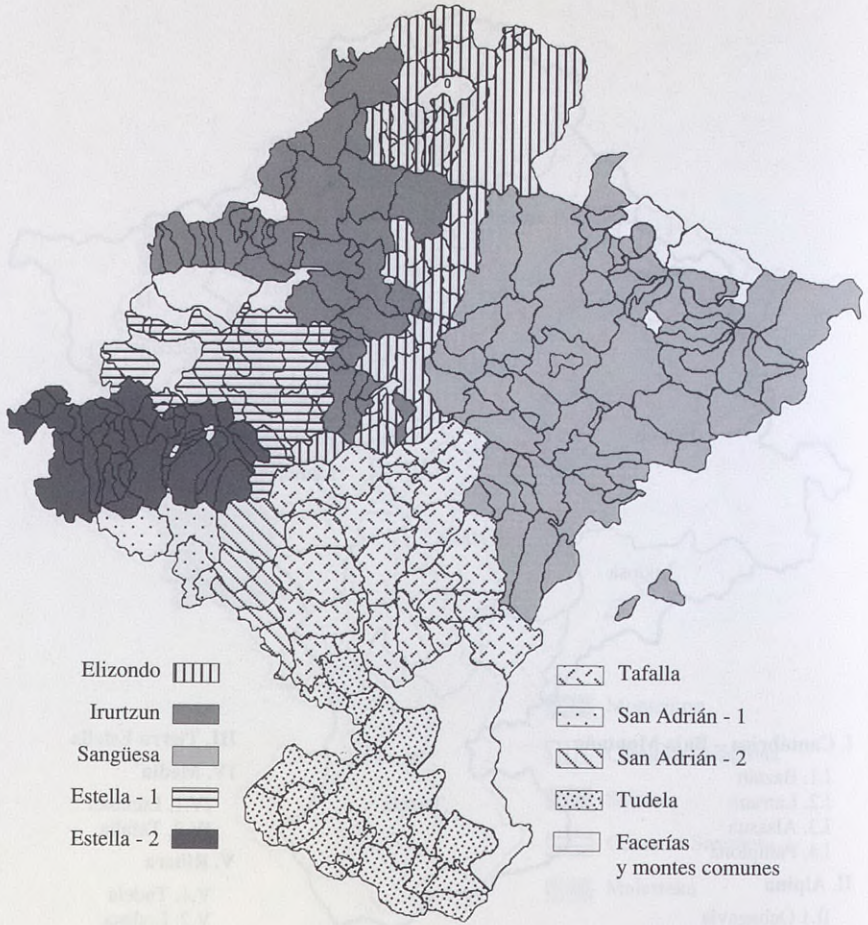 Elizondo
Irurtzun
Sangüesa
Estella - 1
Estella - 2
Tafalla
San Adrián - 1
San Adrián - 2
Tudela
Facerías
y montes comunes